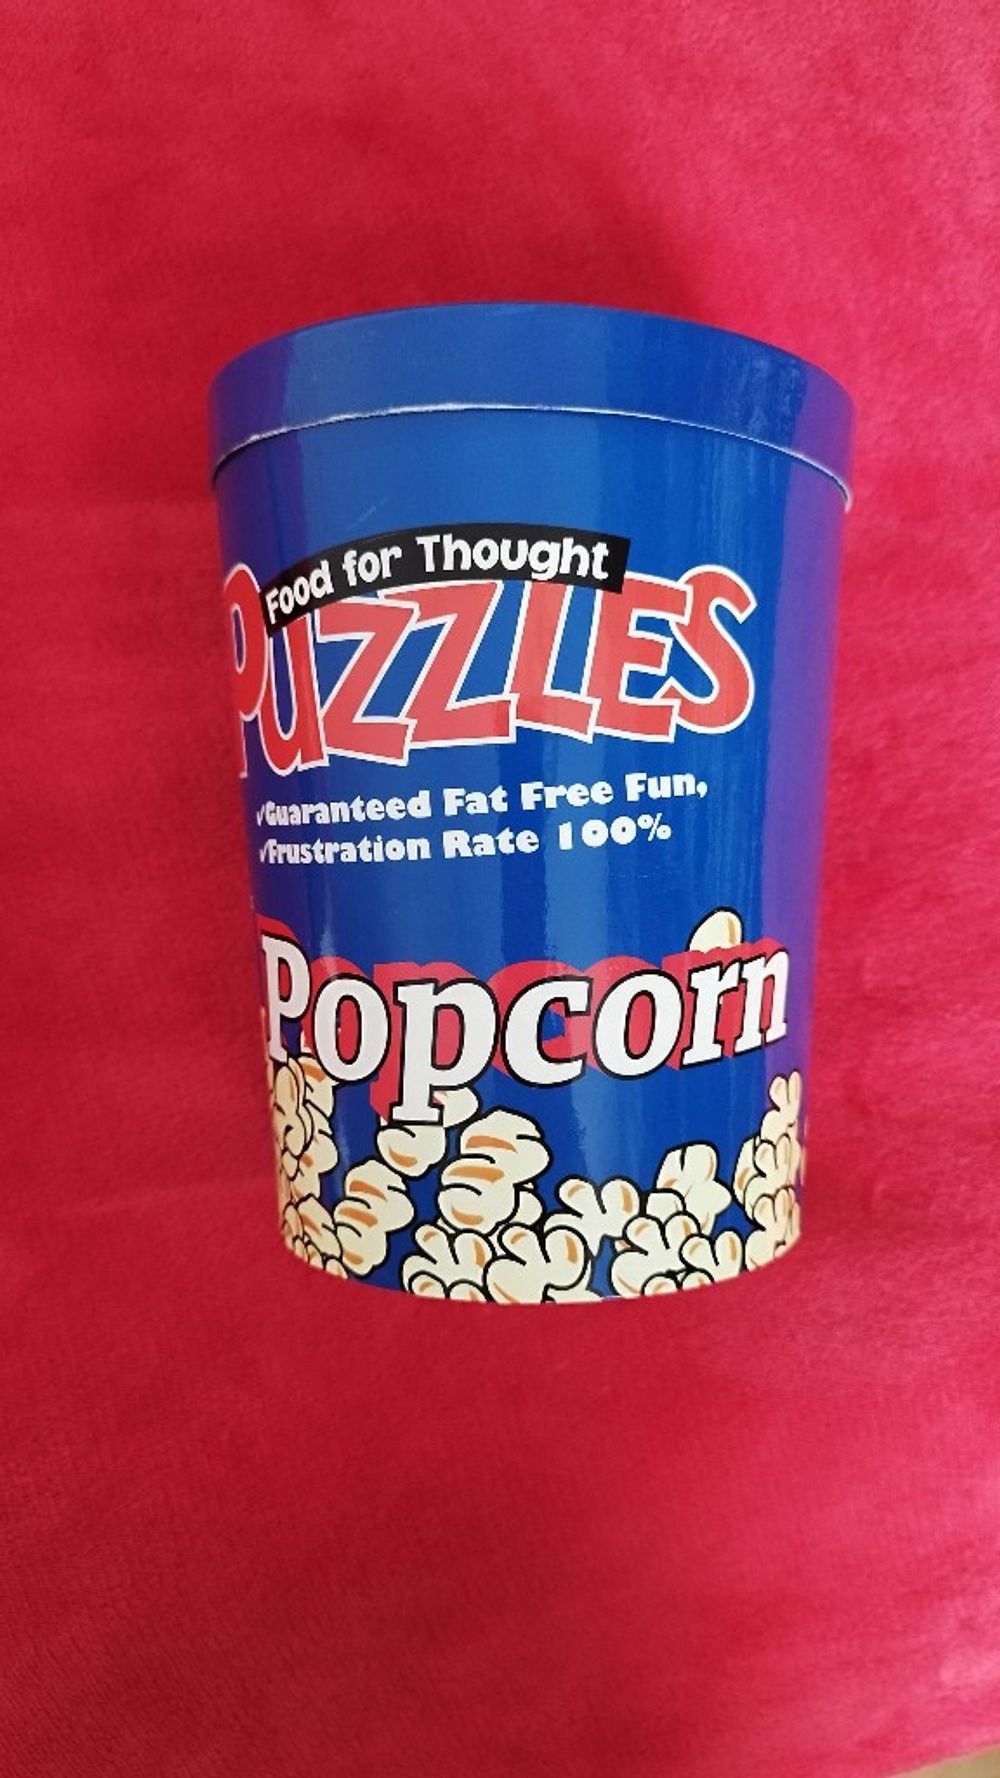 Food for Thought
PuZZLES
✓Guaranteed Fat Free Fun,
✓Frustration Rate 100%
Popcorn